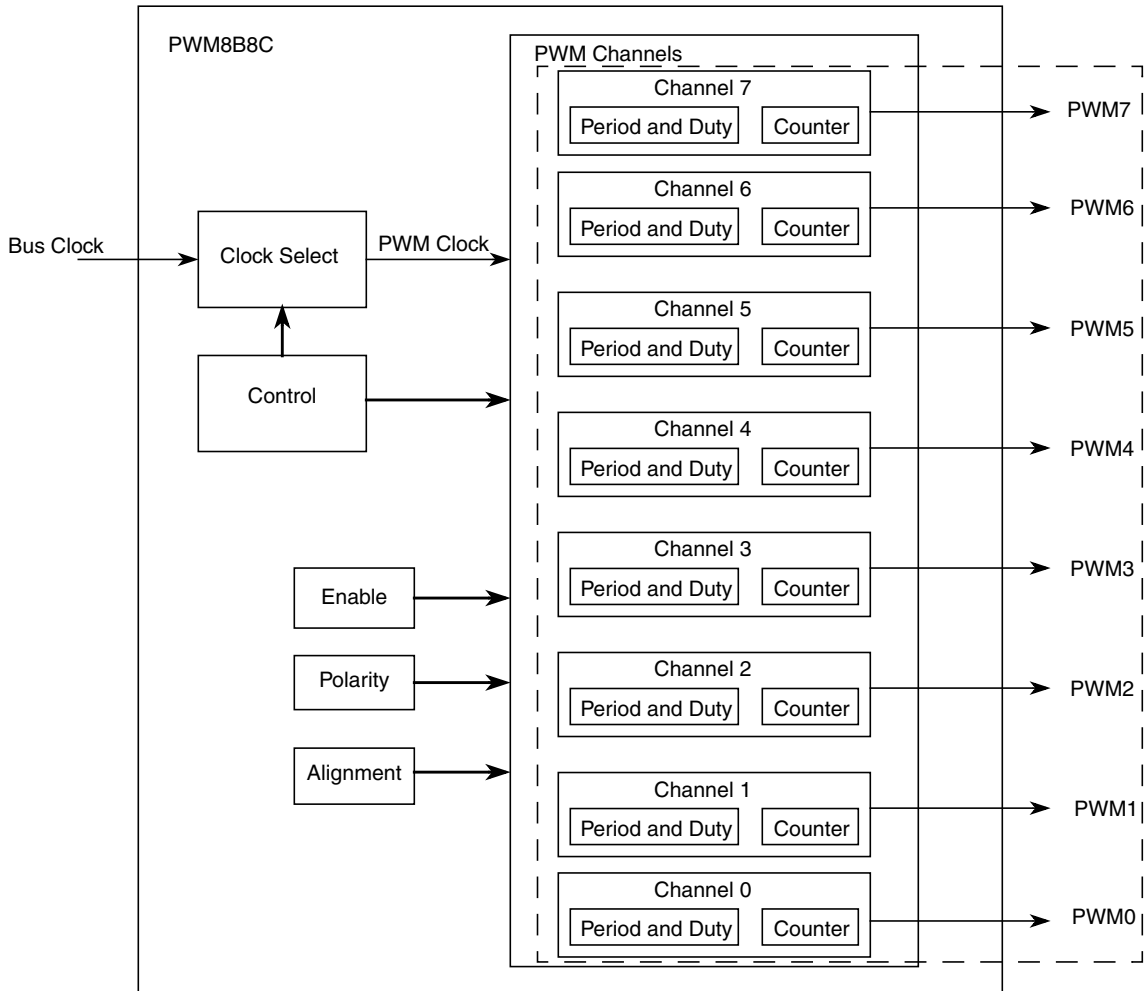 PWM8B8C
PWM Channels
Channel 7
Period and Duty
Counter
PWM7
Channel 6
Period and Duty
Counter
PWM6
Bus Clock
Clock Select
PWM Clock
Channel 5
Period and Duty
Counter
PWM5
Control
Channel 4
Period and Duty
Counter
PWM4
Channel 3
Period and Duty
Counter
PWM3
Enable
Polarity
Channel 2
Period and Duty
Counter
PWM2
Alignment
Channel 1
Period and Duty
Counter
PWM1
Channel 0
Period and Duty
Counter
PWM0